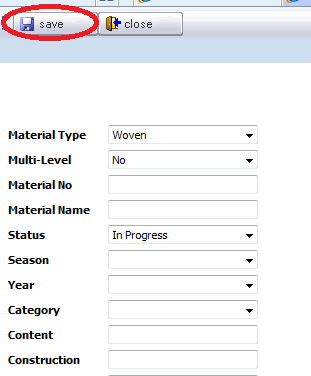 save close
Material Type Woven
Multi-Level No
Material No
Material Name
Status In Progress
Season
Year
Category
Content
Construction